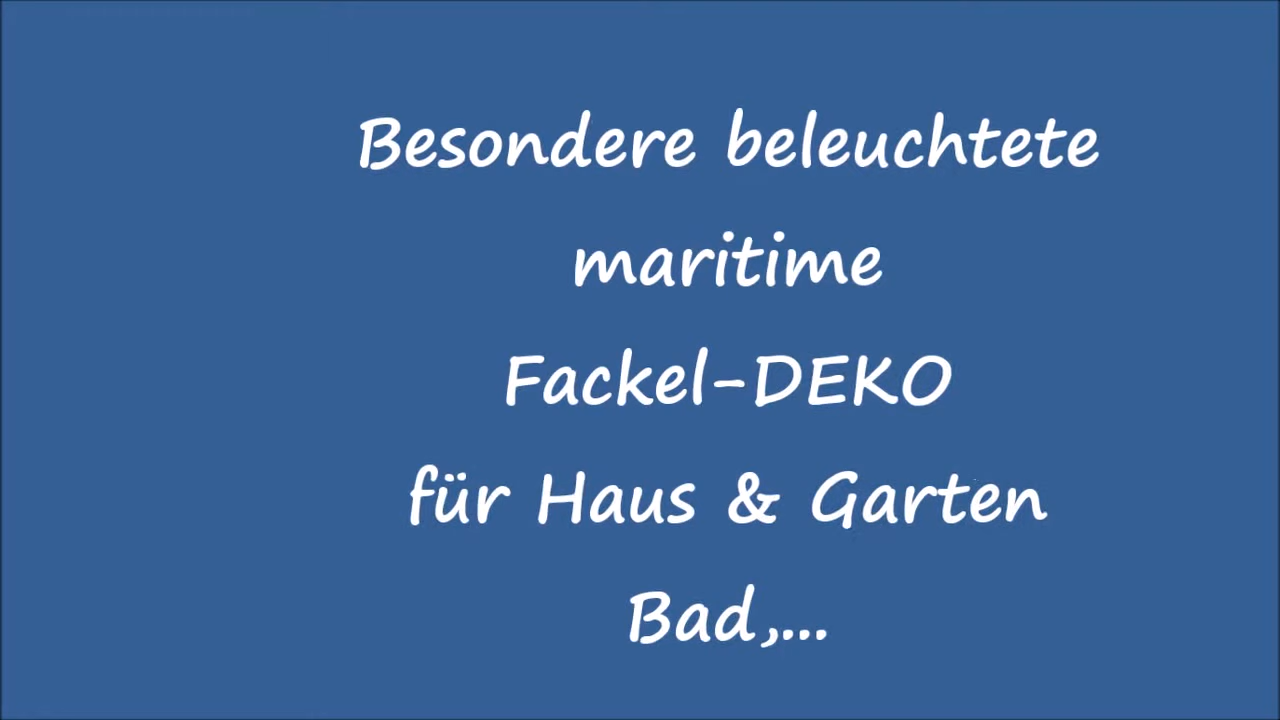 Besondere beleuchtete
maritime
Fackel-DEKO
für Haus & Garten
Bad,...